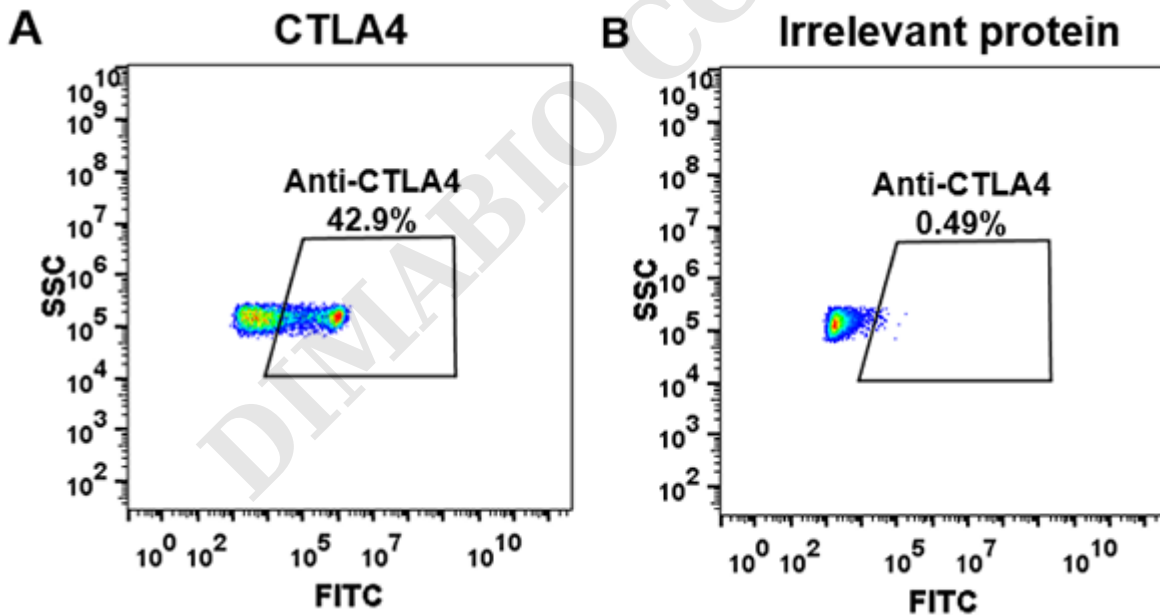 A
CTLA4
10^10
10^9
10^8
10^7
10^6
10^5
10^4
10^3
10^2
SSC
Anti-CTLA4
42.9%
10^0 10^2 10^5 10^7 10^10
FITC
B
Irrelevant protein
10^10
10^9
10^8
10^7
10^6
10^5
10^4
10^3
10^2
SSC
Anti-CTLA4
0.49%
10^0 10^2 10^5 10^7 10^10
FITC
DIMABIO CO